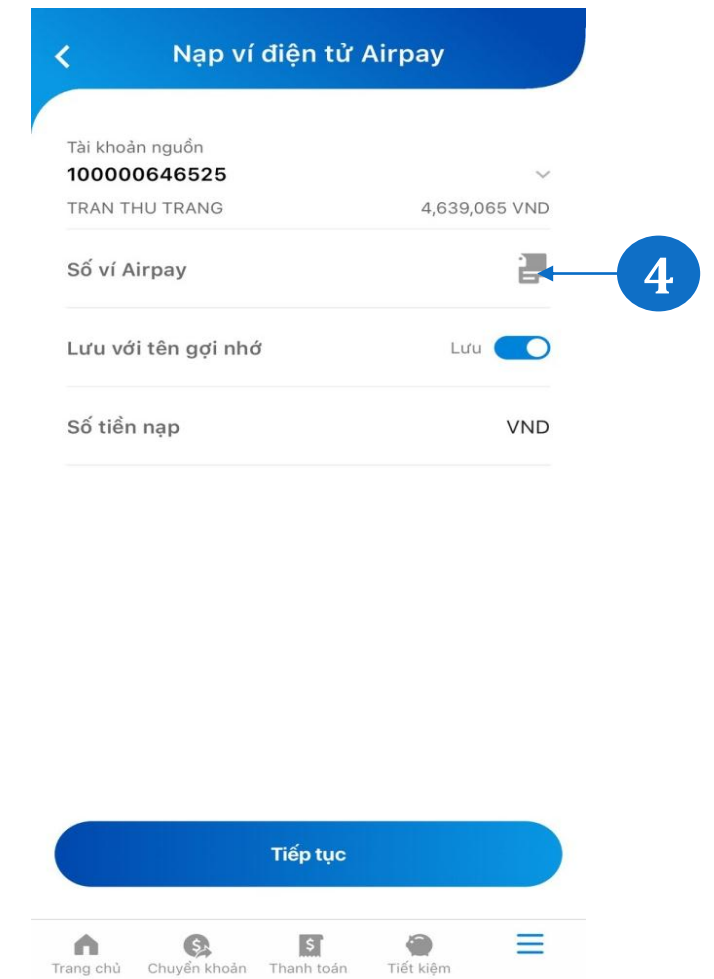 Nạp ví điện tử Airpay
Tài khoản nguồn
100000646525
TRAN THU TRANG 4,639,065 VND
Số ví Airpay
4
Lưu với tên gợi nhớ Lưu
Số tiền nạp VND
Tiếp tục
Trang chủ Chuyển khoản Thanh toán Tiết kiệm